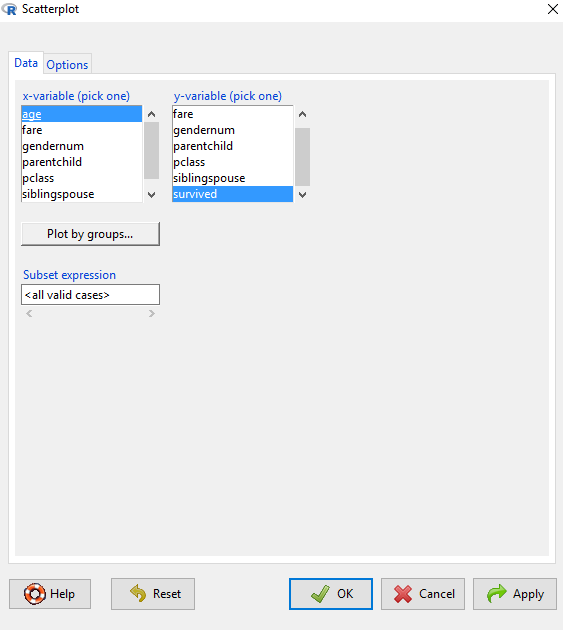 Scatterplot
Data Options
x-variable (pick one) y-variable (pick one)
age fare
fare gendernum
gendernum parentchild
parentchild pclass
pclass siblingspouse
siblingspouse survived
Plot by groups...
Subset expression
<all valid cases>
Help Reset OK Cancel Apply